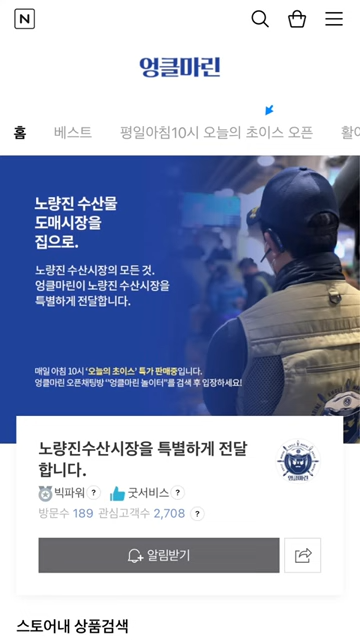 N
엉클마린
홈 베스트 평일아침10시 오늘의 초이스 오픈
노량진 수산물
도매시장을
집으로.
노량진 수산시장의 모든 것.
엉클마린이 노량진 수산시장을
특별하게 전달합니다.
매일 아침 10시 '오늘의 초이스' 특가 판매중입니다.
엉클마린 오픈채팅방 "엉클마린 놀이터"를 검색 후 입장하세요!
노량진수산시장을 특별하게 전달
합니다.
엉클마린
빅파워 ? 굿서비스 ?
방문수 189 관심고객수 2,708 ?
알림받기
스토어내 상품검색